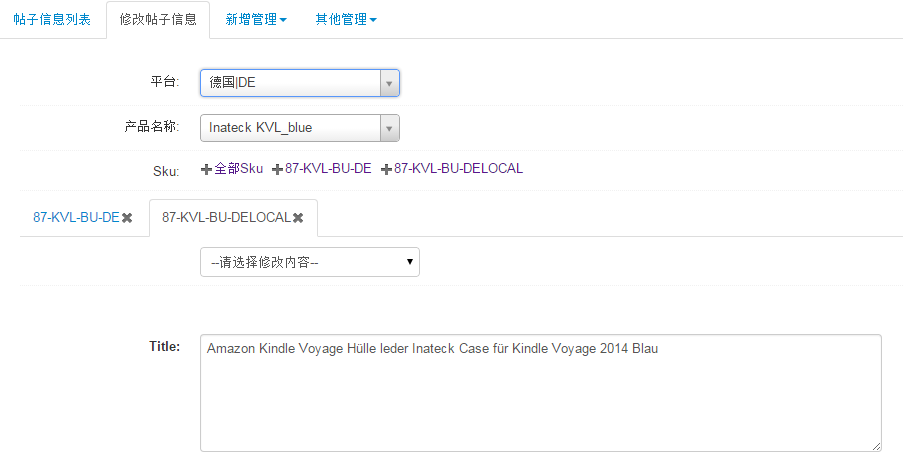 帖子信息列表 修改帖子信息 新增管理 其他管理
平台: 德国|DE
产品名称: Inateck KVL_blue
Sku: 全部Sku 87-KVL-BU-DE 87-KVL-BU-DELOCAL
87-KVL-BU-DE 87-KVL-BU-DELOCAL
--请选择修改内容--
Title: Amazon Kindle Voyage Hülle leder Inateck Case für Kindle Voyage 2014 Blau